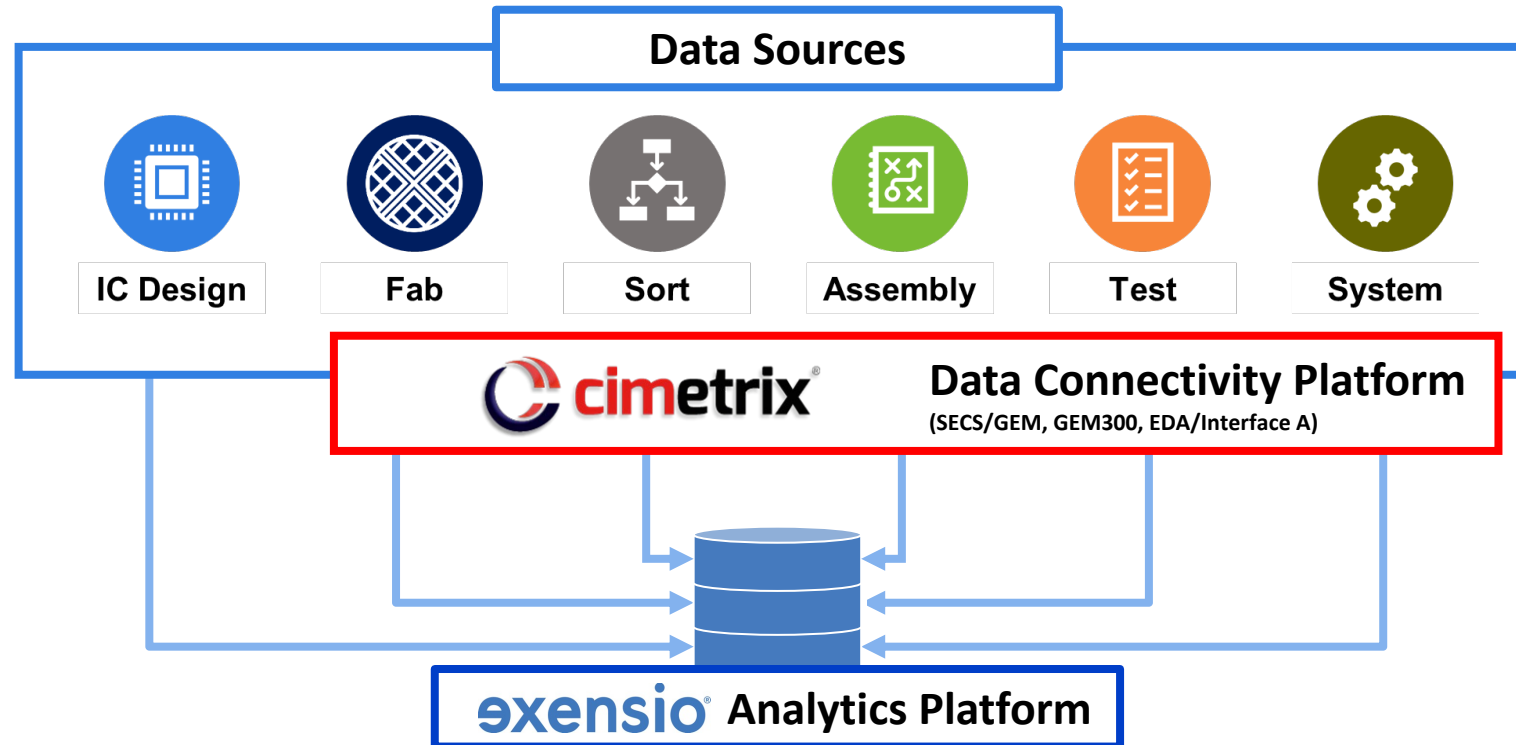 Data Sources
IC Design
Fab
Sort
Assembly
Test
System
cimetrix®
Data Connectivity Platform
(SECS/GEM, GEM300, EDA/Interface A)
exensio® Analytics Platform